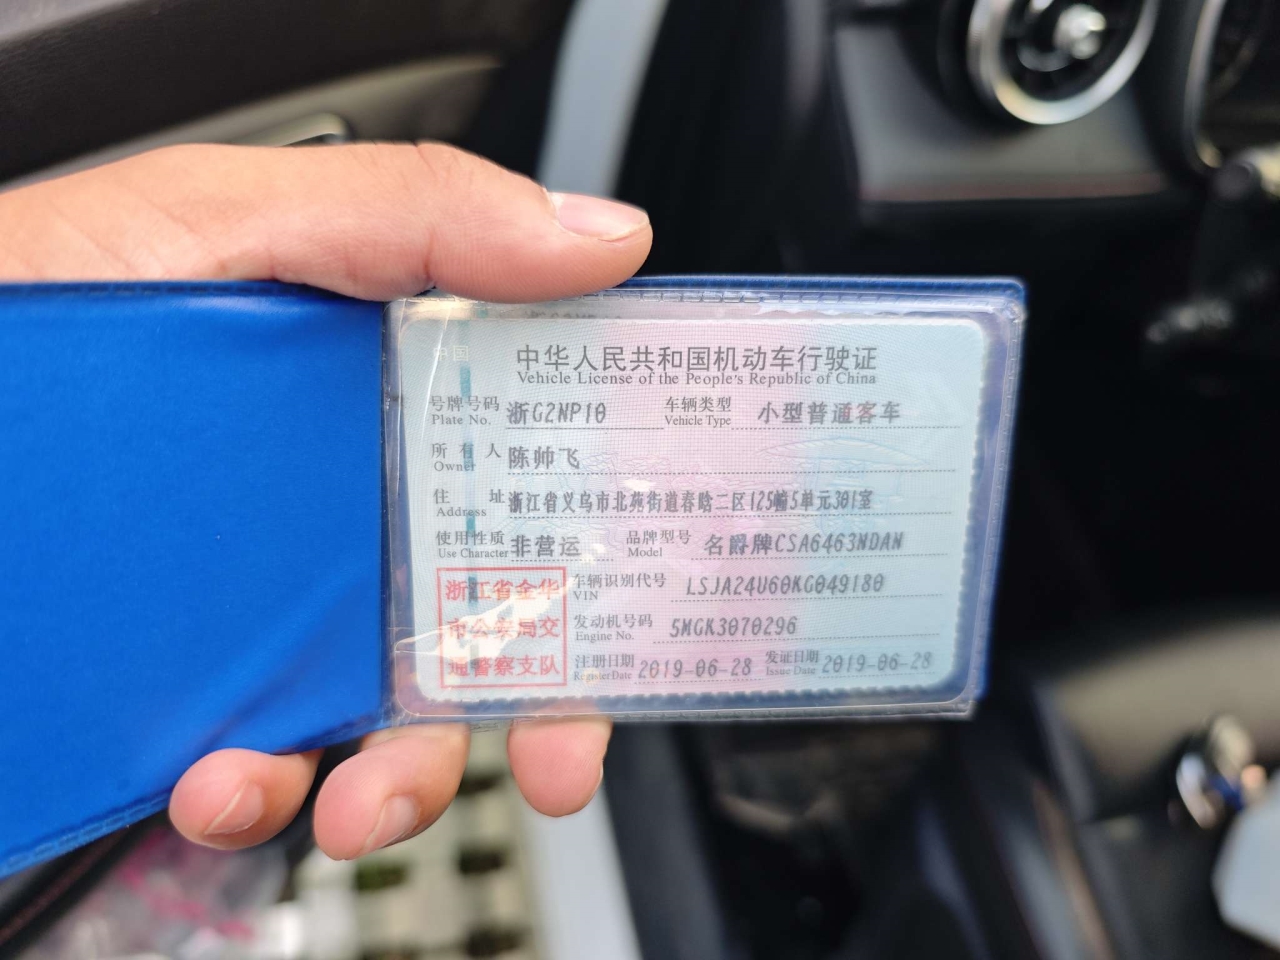 中国
中华人民共和国机动车行驶证
Vehicle License of the People's Republic of China
号牌号码 浙G2NP10 车辆类型 小型普通客车
Plate No. Vehicle Type
所有人 陈帅飞
Owner
住址 浙江省义乌市北苑街道春晗二区125幢5单元301室
Address
使用性质 非营运 品牌型号 名爵牌CSA6463NDAN
Use Character Model
浙江省金华
市公安局交
通警察支队
车辆识别代号 LSJA24U60KG049180
VIN
发动机号码 5MGK3070296
Engine No.
注册日期 2019-06-28 发证日期 2019-06-28
Register Date Issue Date